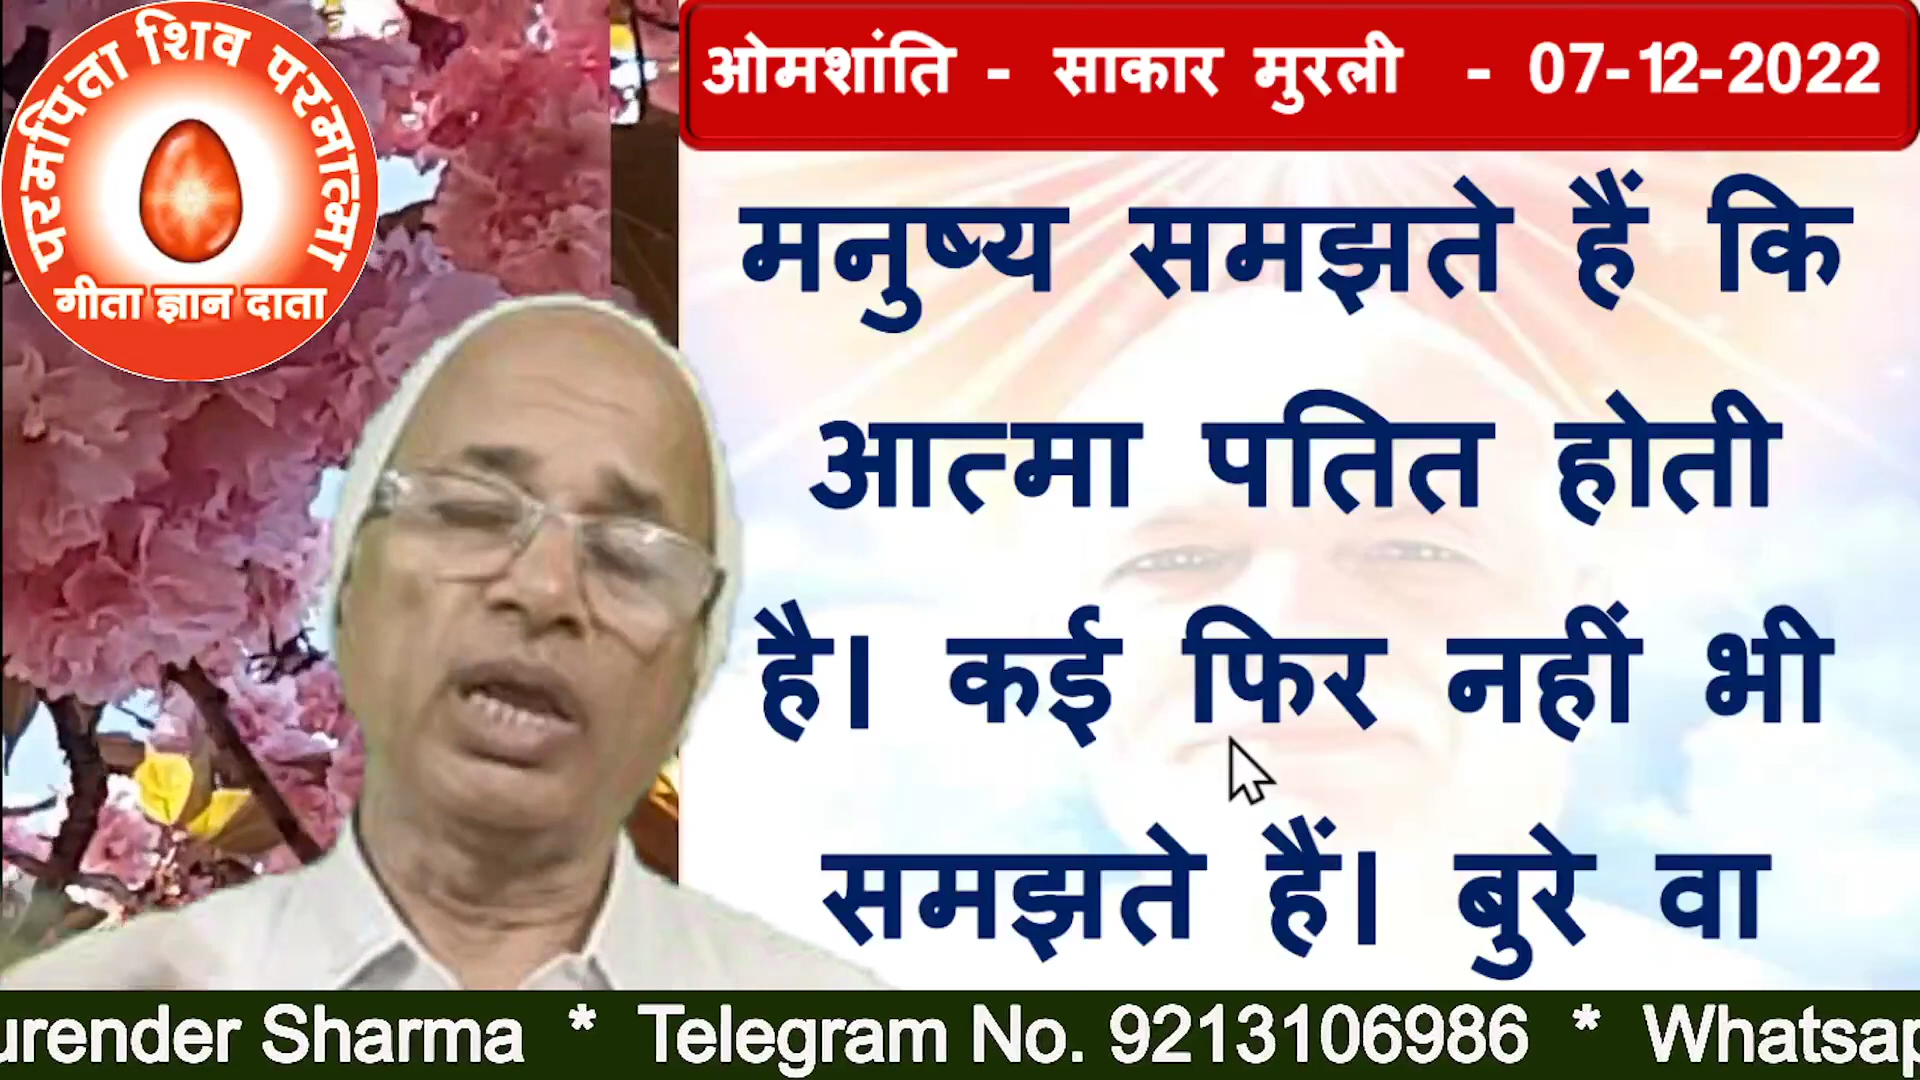 परमपिता शिव परमात्मा
गीता ज्ञान दाता
ओमशांति - साकार मुरली - 07-12-2022
मनुष्य समझते हैं कि
आत्मा पतित होती
है। कई फिर नहीं भी
समझते हैं। बुरे वा
urender Sharma * Telegram No. 9213106986 * Whatsap